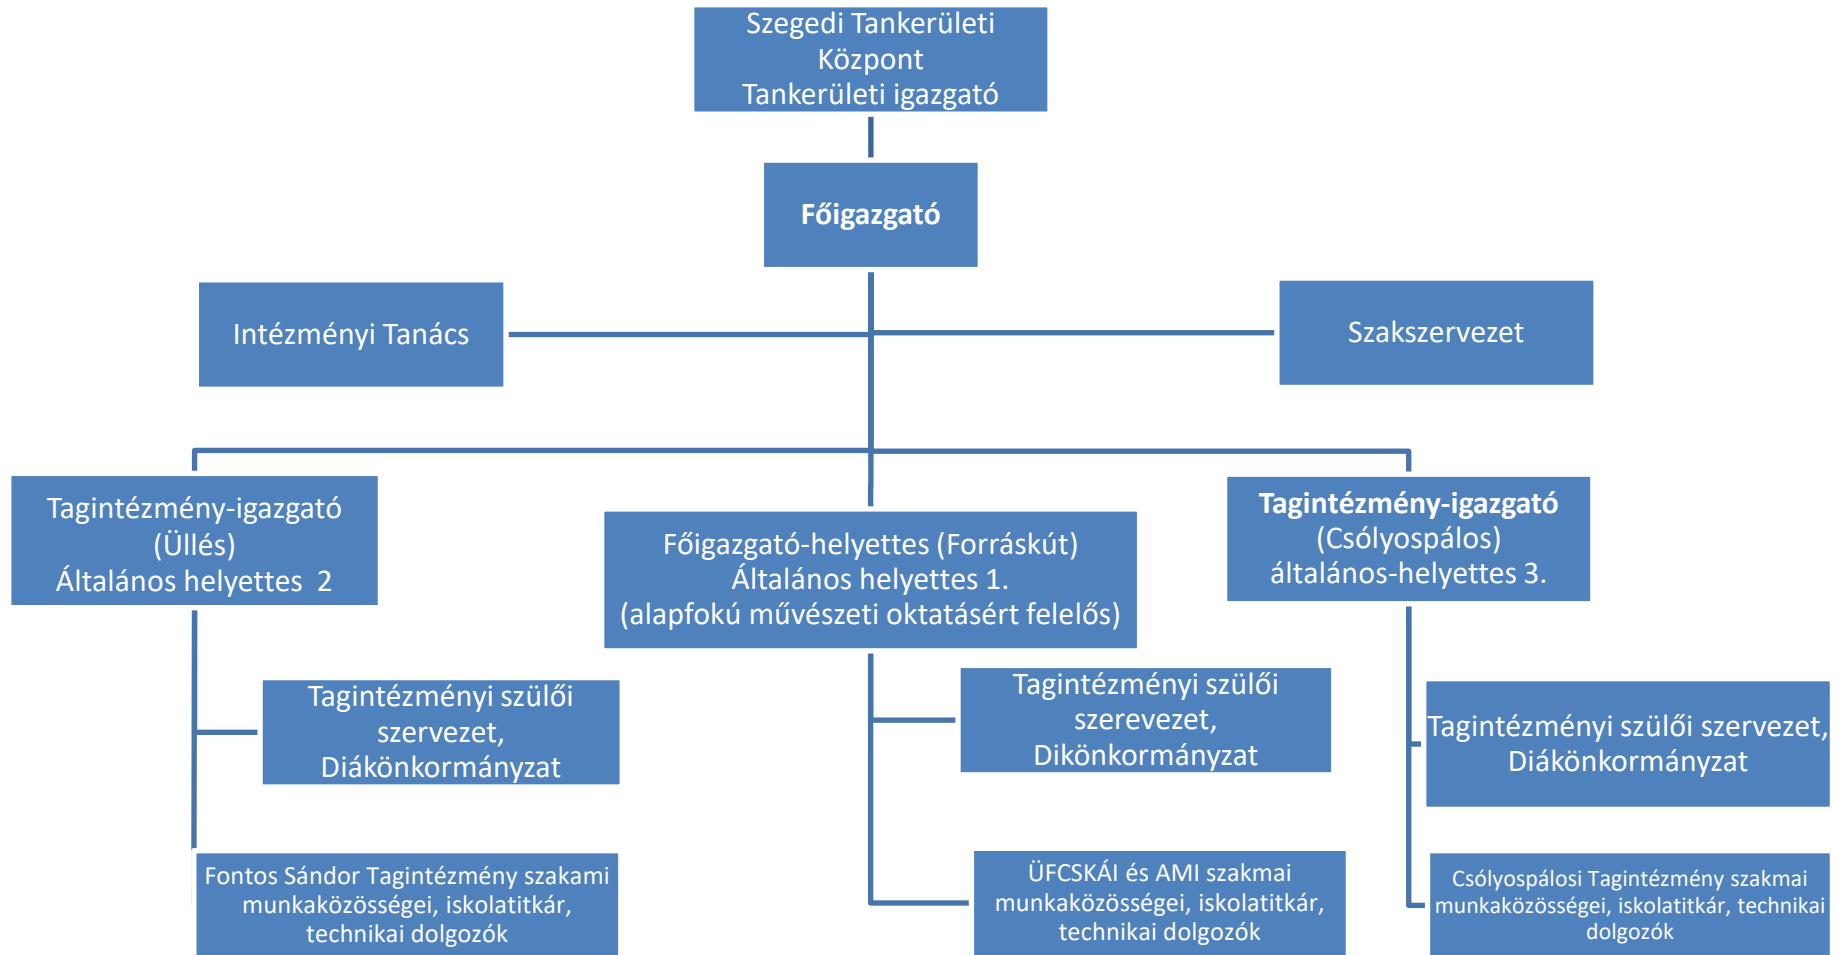 Szegedi Tankerületi
Központ
Tankerületi igazgató
Főigazgató
Intézményi Tanács
Szakszervezet
Tagintézmény-igazgató
(Üllés)
Általános helyettes  2
Főigazgató-helyettes (Forráskút)
Általános helyettes 1.
(alapfokú művészeti oktatásért felelős)
Tagintézmény-igazgató
(Csólyospálos)
általános-helyettes 3.
Tagintézményi szülői
szervezet,
Diákönkormányzat
Tagintézményi szülői
szerevezet,
Dikönkormányzat
Tagintézményi szülői szervezet,
Diákönkormányzat
Fontos Sándor Tagintézmény szakami
munkaközösségei, iskolatitkár,
technikai dolgozók
ÜFCSKÁI és AMI szakmai
munkaközösségei, iskolatitkár,
technikai dolgozók
Csólyospálosi Tagintézmény szakmai
munkaközösségei, iskolatitkár, technikai
dolgozók